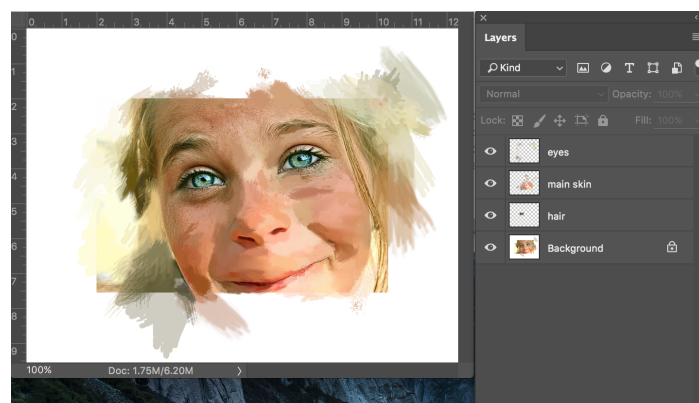 0 1 2 3 4 5 6 7 8 9 10 11 12
0
1
2
3
4
5
6
7
8
9
100% Doc: 1.75M/6.20M
Layers
Kind
Normal Opacity: 100%
Lock: Fill: 100%
eyes
main skin
hair
Background